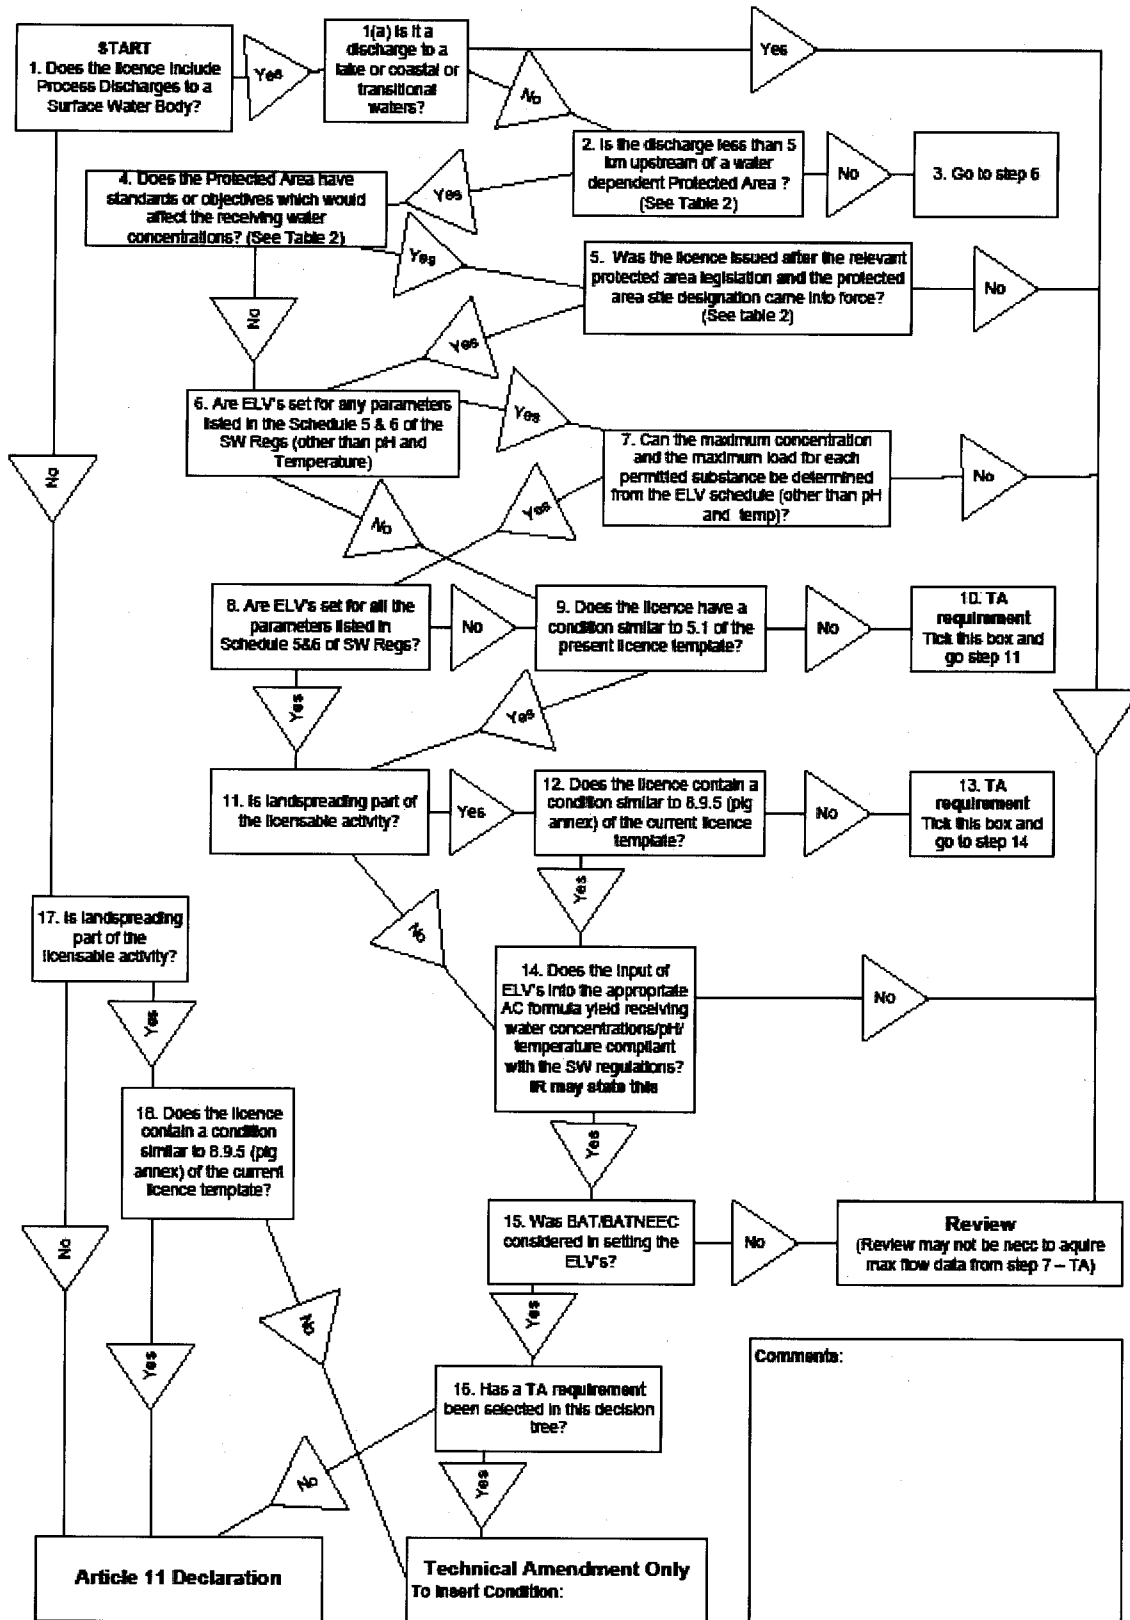 START
1. Does the licence include
Process Discharges to a
Surface Water Body?
Yes
1(a) is it a
discharge to a
lake or coastal or
transitional
waters?
Yes
No
2. Is the discharge less than 5
km upstream of a water
dependent Protected Area ?
(See Table 2)
No
3. Go to step 6
Yes
4. Does the Protected Area have
standards or objectives which would
affect the receiving water
concentrations? (See Table 2)
Yes
5. Was the licence issued after the relevant
protected area legislation and the protected
area site designation came into force?
(See table 2)
No
No
Yes
6. Are ELV's set for any parameters
listed in the Schedule 5 & 6 of the
SW Regs (other than pH and
Temperature)
Yes
7. Can the maximum concentration
and the maximum load for each
permitted substance be determined
from the ELV schedule (other than pH
and temp)?
No
No
Yes
No
8. Are ELV's set for all the
parameters listed in
Schedule 5&6 of SW Regs?
No
9. Does the licence have a
condition similar to 5.1 of the
present licence template?
No
10. TA
requirement
Tick this box and
go step 11
Yes
Yes
11. Is landspreading part of
the licensable activity?
Yes
12. Does the licence contain a
condition similar to 8.9.5 (pig
annex) of the current licence
template?
No
13. TA
requirement
Tick this box and
go to step 14
Yes
No
17. Is landspreading
part of the
licensable activity?
14. Does the input of
ELV's into the appropriate
AC formula yield receiving
water concentrations/pH/
temperature compliant
with the SW regulations?
IR may state this
No
Yes
18. Does the licence
contain a condition
similar to 8.9.5 (pig
annex) of the current
licence template?
Yes
15. Was BAT/BATNEEC
considered in setting the
ELV's?
No
Review
(Review may not be necc to aquire
max flow data from step 7 – TA)
No
No
Yes
Yes
Comments:
16. Has a TA requirement
been selected in this decision
tree?
No
Yes
Article 11 Declaration
Technical Amendment Only
To Insert Condition: